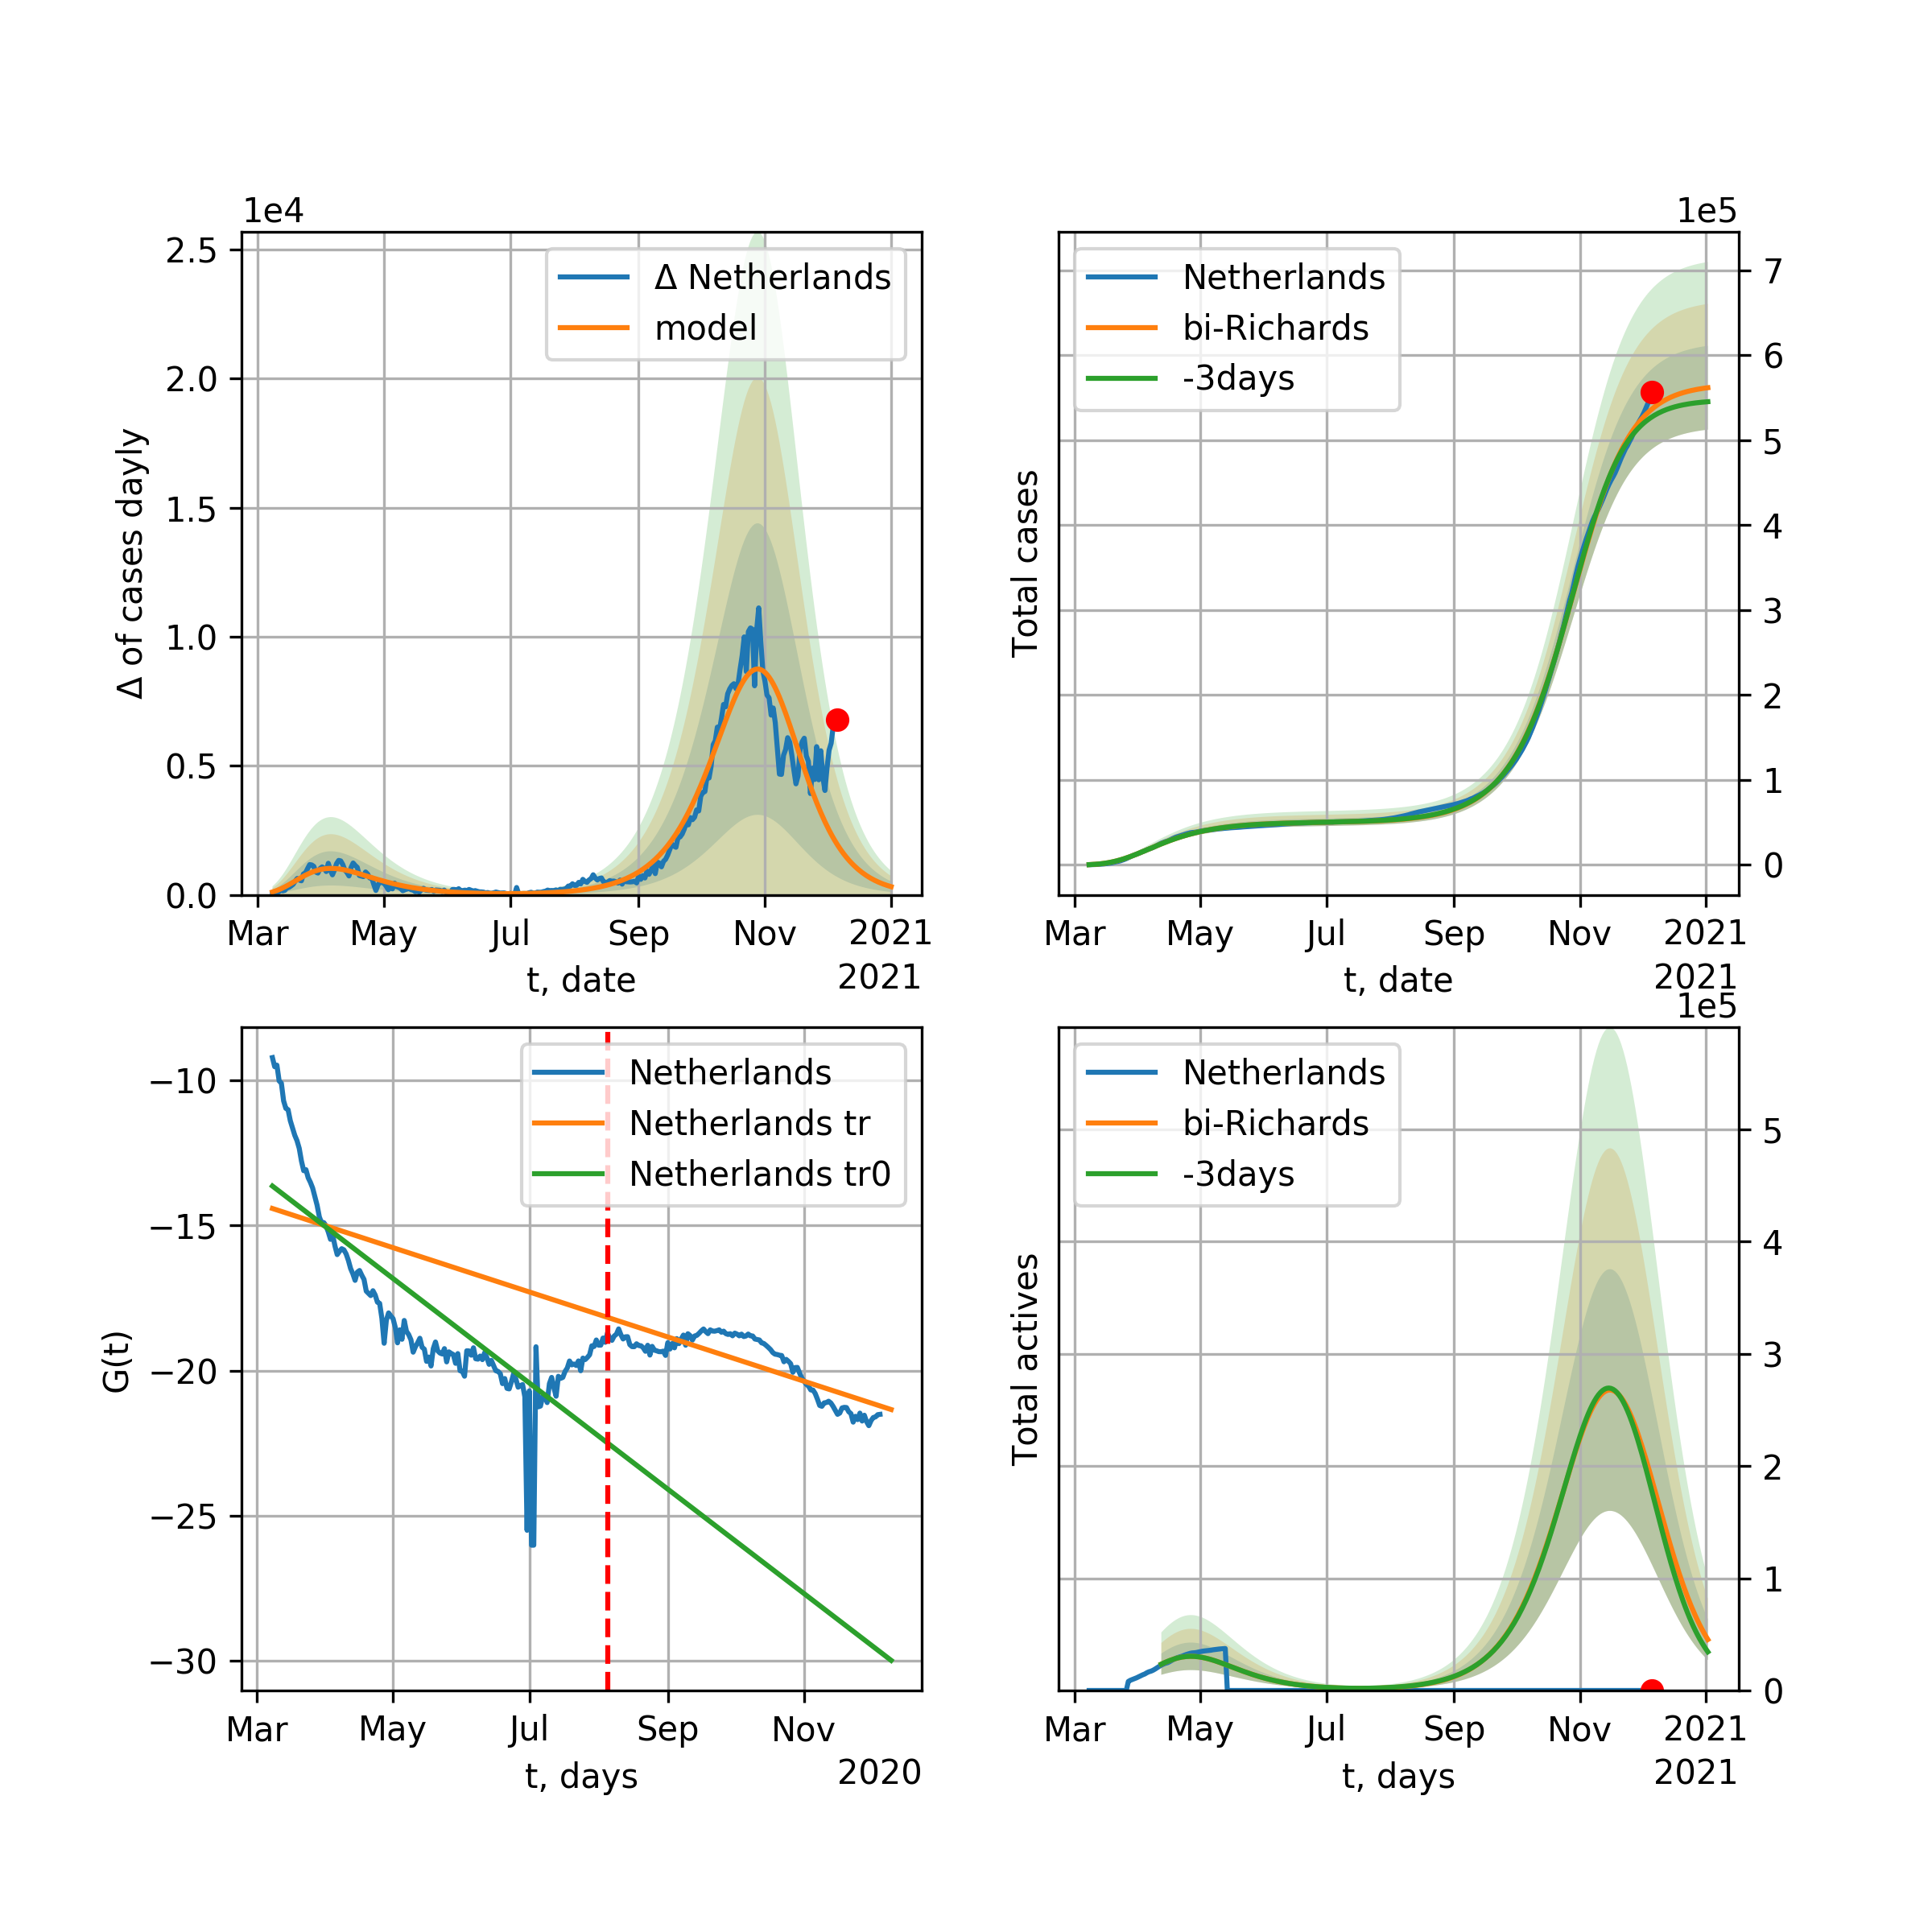 1e4
2.5
2.0
1.5
1.0
0.5
0.0
Δ of cases dayly
Δ Netherlands
model
Mar May Jul Sep Nov 2021
t, date
2021
1e5
7
6
5
4
3
2
1
0
Total cases
Netherlands
bi-Richards
-3days
Mar May Jul Sep Nov 2021
t, date
2021
−10
−15
−20
−25
−30
G(t)
Netherlands
Netherlands tr
Netherlands tr0
Mar May Jul Sep Nov
t, days
2020
1e5
5
4
3
2
1
0
Total actives
Netherlands
bi-Richards
-3days
Mar May Jul Sep Nov 2021
t, days
2021